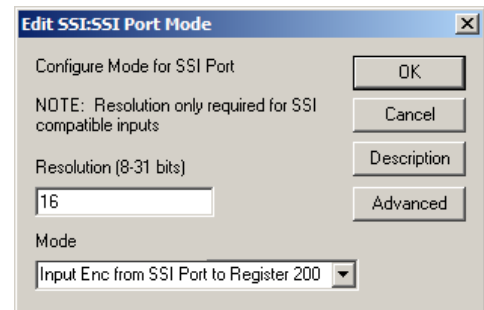 Edit SSI:SSI Port Mode
Configure Mode for SSI Port
OK
NOTE: Resolution only required for SSI
compatible inputs
Cancel
Resolution (8-31 bits)
Description
16
Advanced
Mode
Input Enc from SSI Port to Register 200